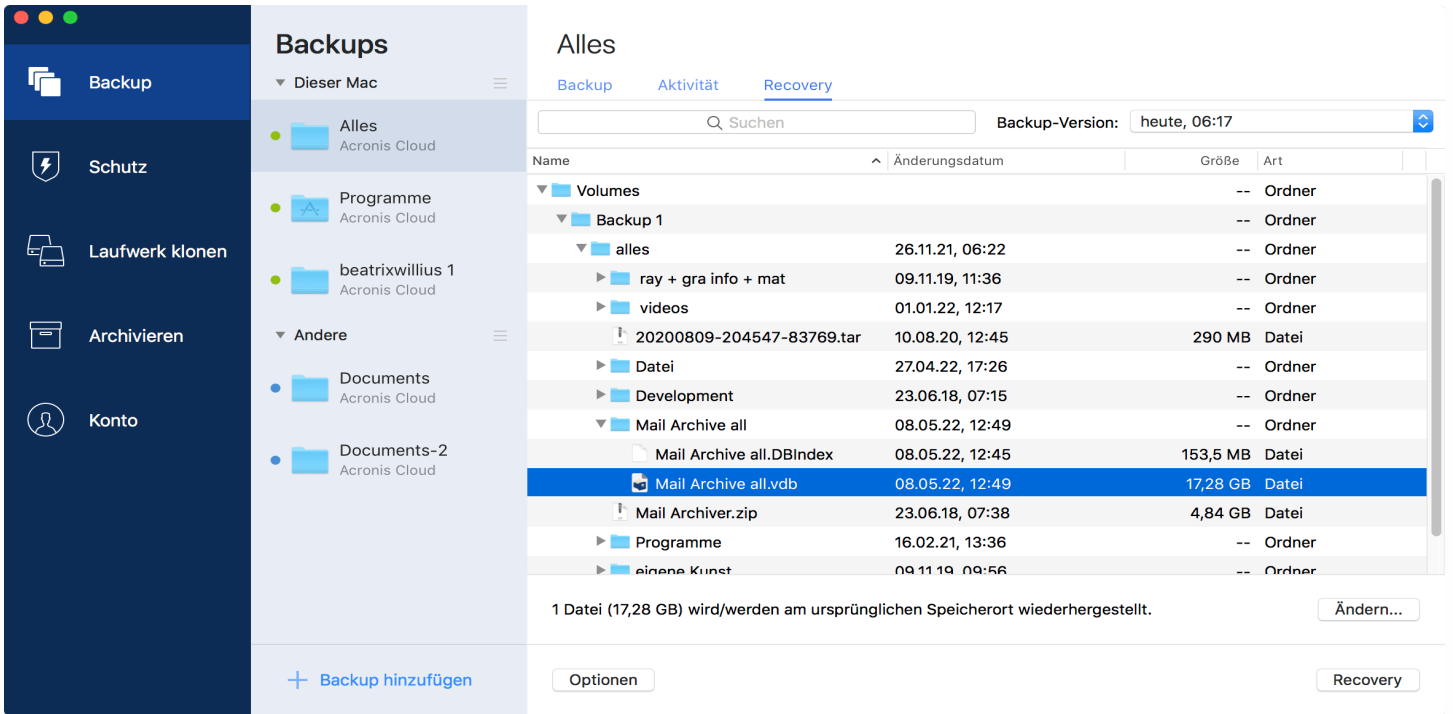 Backup
Schutz
Laufwerk klonen
Archivieren
Konto
Backups
Dieser Mac
Alles
Acronis Cloud
Programme
Acronis Cloud
beatrixwillius 1
Acronis Cloud
Andere
Documents
Acronis Cloud
Documents-2
Acronis Cloud
Backup hinzufügen
Alles
Backup Aktivität Recovery
Suchen Backup-Version: heute, 06:17
Name Änderungsdatum Größe Art
Volumes -- Ordner
Backup 1 -- Ordner
alles 26.11.21, 06:22 -- Ordner
ray + gra info + mat 09.11.19, 11:36 -- Ordner
videos 01.01.22, 12:17 -- Ordner
20200809-204547-83769.tar 10.08.20, 12:45 290 MB Datei
Datei 27.04.22, 17:26 -- Ordner
Development 23.06.18, 07:15 -- Ordner
Mail Archive all 08.05.22, 12:49 -- Ordner
Mail Archive all.DBIndex 08.05.22, 12:45 153,5 MB Datei
Mail Archive all.vdb 08.05.22, 12:49 17,28 GB Datei
Mail Archiver.zip 23.06.18, 07:38 4,84 GB Datei
Programme 16.02.21, 13:36 -- Ordner
eigene Kunst 09.11.19, 09:56 -- Ordner
1 Datei (17,28 GB) wird/werden am ursprünglichen Speicherort wiederhergestellt. Ändern...
Optionen Recovery